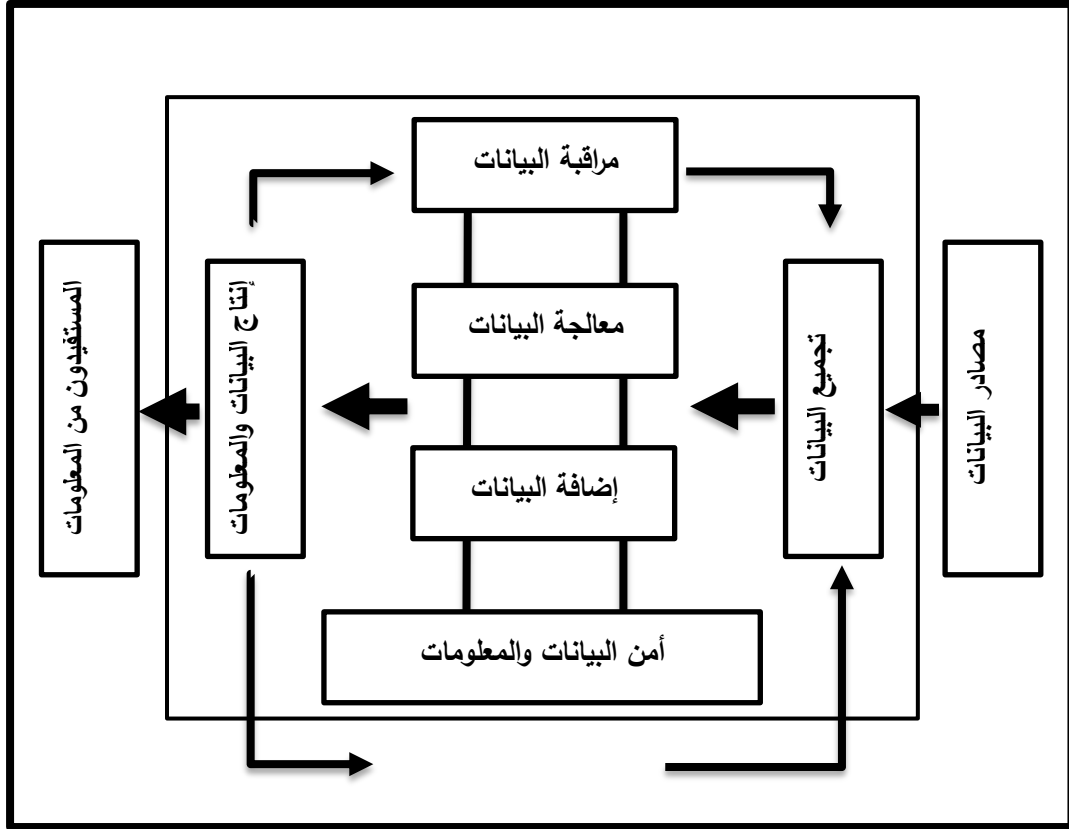 مراقبة البيانات
مصادر البيانات
تجميع البيانات
معالجة البيانات
إنتاج البيانات والمعلومات
المستفيدون من المعلومات
إضافة البيانات
أمن البيانات والمعلومات